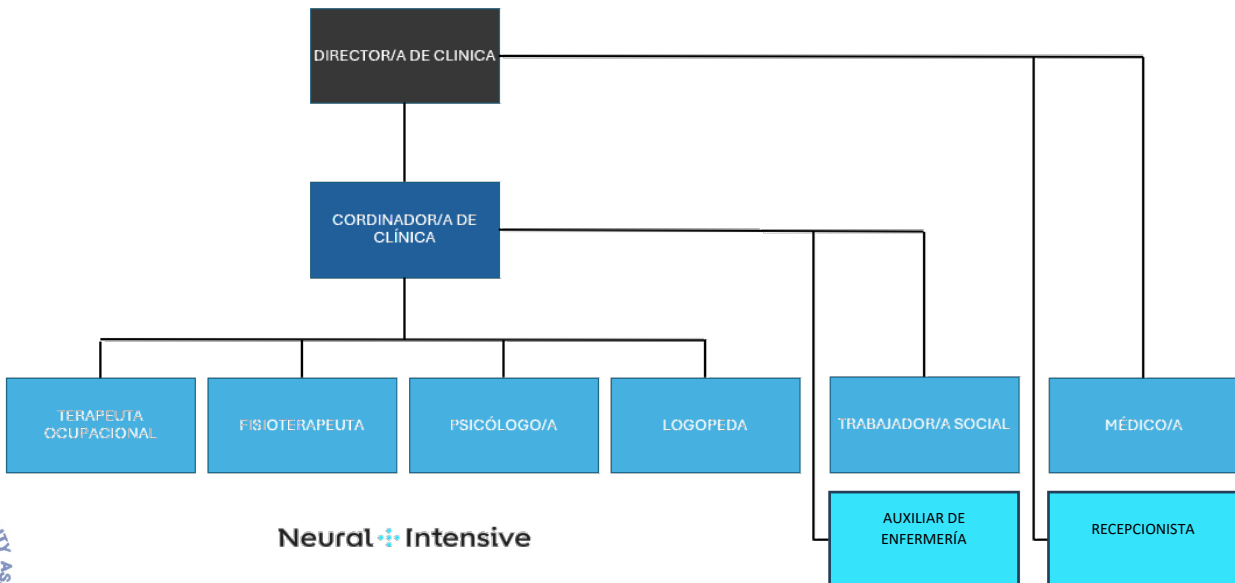 DIRECTOR/A DE CLINICA
CORDINADOR/A DE
CLÍNICA
TERAPEUTA
OCUPACIONAL
FISIOTERAPEUTA
PSICÓLOGO/A
LOGOPEDA
TRABAJADOR/A SOCIAL
MÉDICO/A
AUXILIAR DE
ENFERMERÍA
RECEPCIONISTA
Neural Intensive